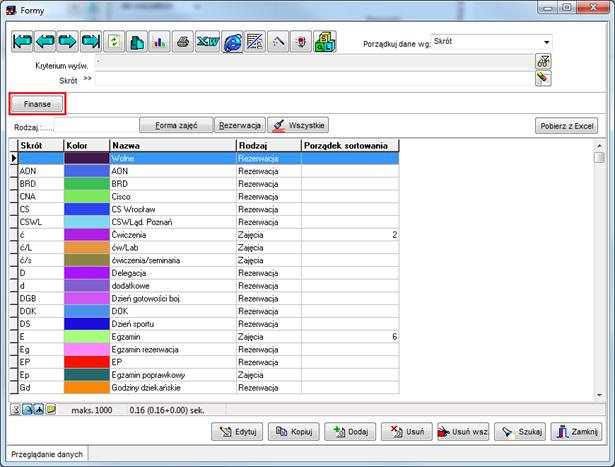 Formy
Porządkuj dane wg: Skrót
Kryterium wyśw.
Skrót >>
Finanse
Rodzaj.:..... Forma zajęć Rezerwacja Wszystkie Pobierz z Excel
Skrót Kolor Nazwa Rodzaj Porządek sortowania
Wolne Rezerwacja
AON AON Rezerwacja
BRD BRD Rezerwacja
CNA Cisco Rezerwacja
CS CS Wrocław Rezerwacja
CSWL CSWLąd. Poznań Rezerwacja
ć Ćwiczenia Zajęcia 2
ć/L ćw/Lab Zajęcia
ć/s ćwiczenia/seminaria Zajęcia
D Delegacja Rezerwacja
d dodatkowe Rezerwacja
DGB Dzień gotowości boj. Rezerwacja
DOK DOK Rezerwacja
DS Dzień sportu Rezerwacja
E Egzamin Zajęcia 6
Eg Egzamin rezerwacja Rezerwacja
EP EP Rezerwacja
Ep Egzamin poprawkowy Zajęcia
Gd Godziny dziekańskie Rezerwacja
maks. 1000 0.16 (0.16+0.00) sek.
Edytuj Kopiuj Dodaj Usuń Usuń wsz Szukaj Zamknij
Przeglądanie danych